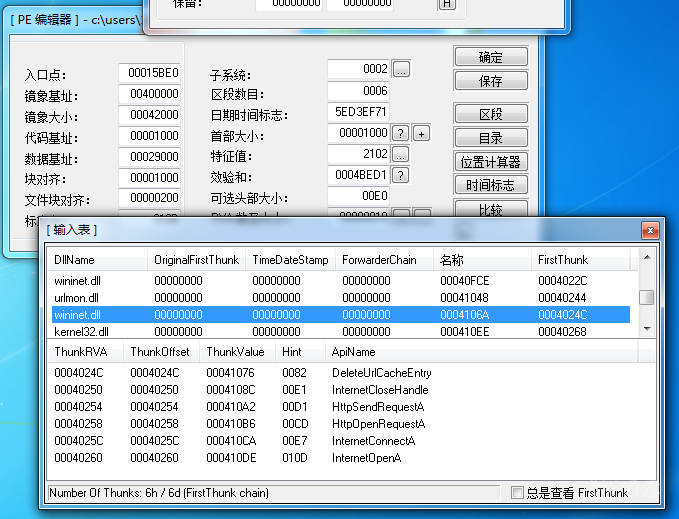 保留: 00000000 00000000 H
[ PE 编辑器 ] - c:\users\
入口点: 00015BE0 子系统: 0002 ... 确定
镜象基址: 00400000 区段数目: 0006 保存
镜象大小: 00042000 日期时间标志: 5ED3EF71 区段
代码基址: 00001000 首部大小: 00001000 ? + 目录
数据基址: 00029000 特征值: 2102 ... 位置计算器
块对齐: 00001000 效验和: 0004BED1 ? 时间标志
文件块对齐: 00000200 可选头部大小: 00E0 比较
[ 输入表 ]
DllName OriginalFirstThunk TimeDateStamp ForwarderChain 名称 FirstThunk
wininet.dll 00000000 00000000 00000000 00040FCE 0004022C
urlmon.dll 00000000 00000000 00000000 00041048 00040244
wininet.dll 00000000 00000000 00000000 0004106A 0004024C
kernel32.dll 00000000 00000000 00000000 000410EE 00040268
ThunkRVA ThunkOffset ThunkValue Hint ApiName
0004024C 0004024C 00041076 0082 DeleteUrlCacheEntry
00040250 00040250 0004108C 00E1 InternetCloseHandle
00040254 00040254 000410A2 00D1 HttpSendRequestA
00040258 00040258 000410B6 00CD HttpOpenRequestA
0004025C 0004025C 000410CA 00E7 InternetConnectA
00040260 00040260 000410DE 010D InternetOpenA
Number Of Thunks: 6h / 6d (FirstThunk chain) 总是查看 FirstThunk